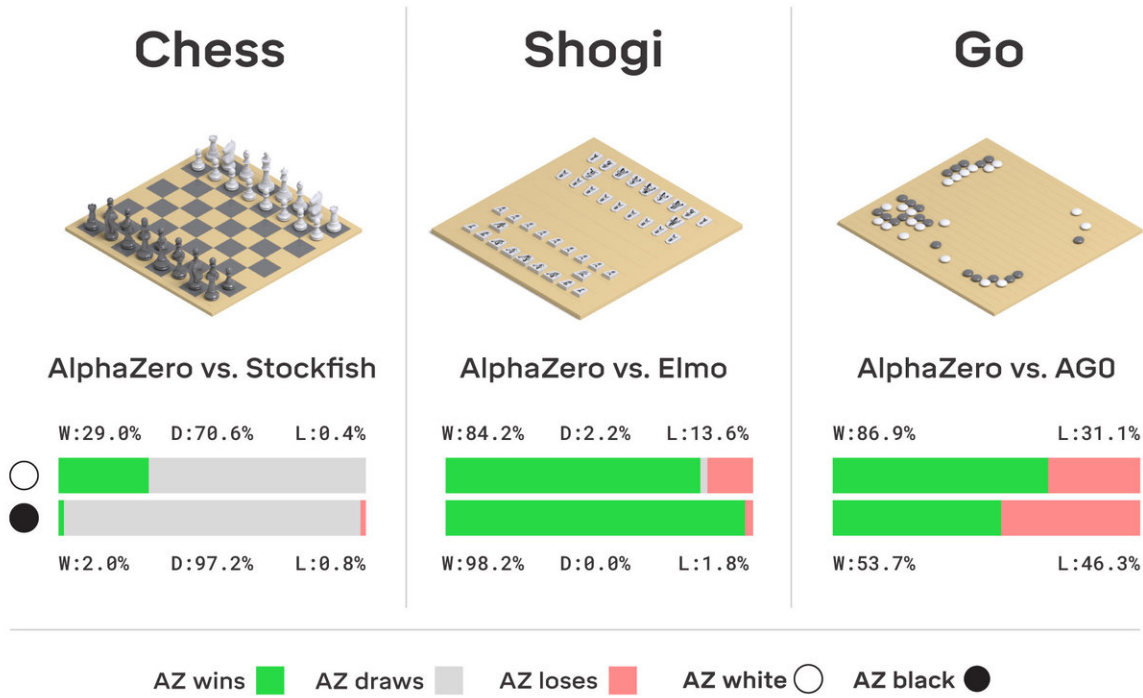 Chess
Shogi
Go
AlphaZero vs. Stockfish
AlphaZero vs. Elmo
AlphaZero vs. AG0
W:29.0% D:70.6% L:0.4%
W:84.2% D:2.2% L:13.6%
W:86.9% L:31.1%
W:2.0% D:97.2% L:0.8%
W:98.2% D:0.0% L:1.8%
W:53.7% L:46.3%
AZ wins AZ draws AZ loses AZ white AZ black